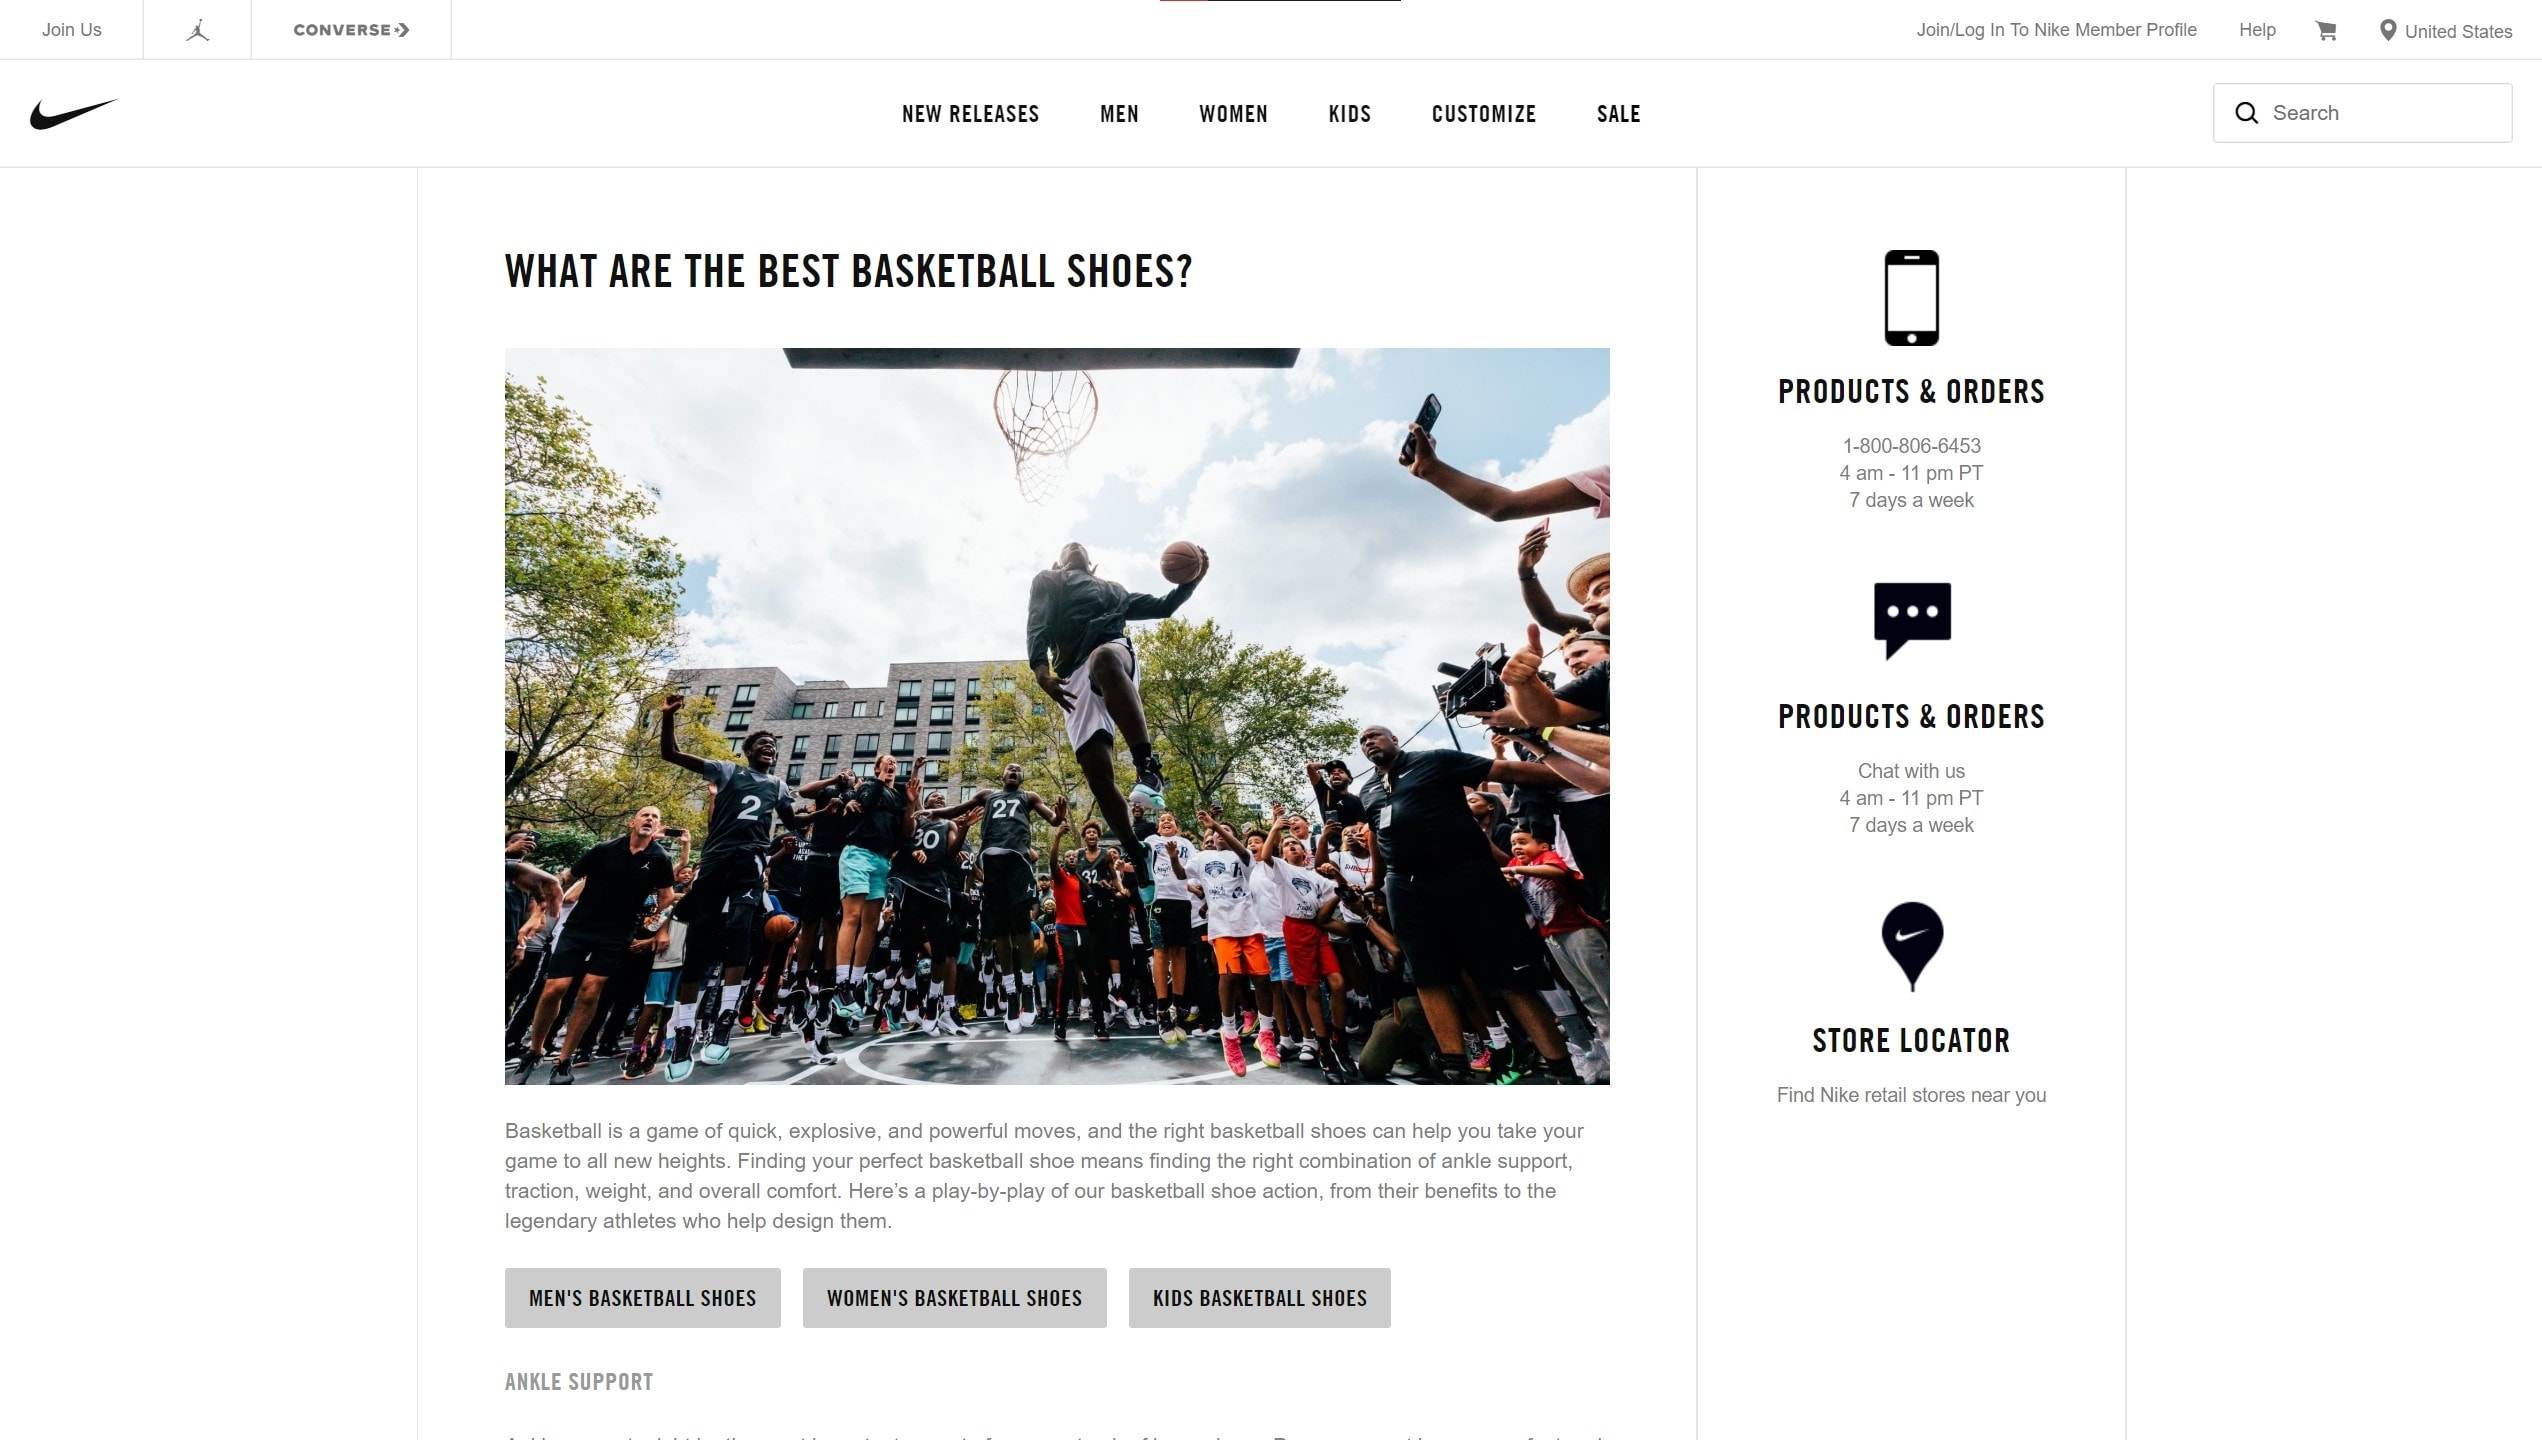 Join Us
CONVERSE
Join/Log In To Nike Member Profile
Help
United States
NEW RELEASES
MEN
WOMEN
KIDS
CUSTOMIZE
SALE
Search
WHAT ARE THE BEST BASKETBALL SHOES?
2
30
27
32
Basketball is a game of quick, explosive, and powerful moves, and the right basketball shoes can help you take your
game to all new heights. Finding your perfect basketball shoe means finding the right combination of ankle support,
traction, weight, and overall comfort. Here’s a play-by-play of our basketball shoe action, from their benefits to the
legendary athletes who help design them.
MEN'S BASKETBALL SHOES
WOMEN'S BASKETBALL SHOES
KIDS BASKETBALL SHOES
ANKLE SUPPORT
PRODUCTS & ORDERS
1-800-806-6453
4 am - 11 pm PT
7 days a week
PRODUCTS & ORDERS
Chat with us
4 am - 11 pm PT
7 days a week
STORE LOCATOR
Find Nike retail stores near you